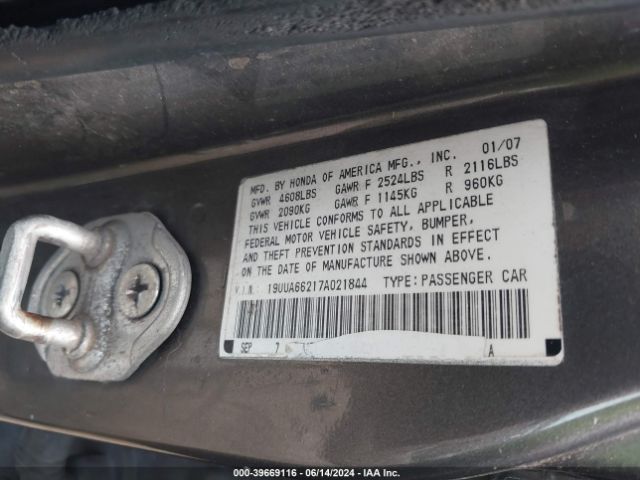 MFD. BY HONDA OF AMERICA MFG., INC. 01/07
GVWR 4608LBS GAWR F 2524LBS R 2116LBS
GVWR 2090KG GAWR F 1145KG R 960KG
THIS VEHICLE CONFORMS TO ALL APPLICABLE
FEDERAL MOTOR VEHICLE SAFETY, BUMPER,
AND THEFT PREVENTION STANDARDS IN EFFECT
ON THE DATE OF MANUFACTURE SHOWN ABOVE.
V.I.N.: 19UUA66217A021844 TYPE:PASSENGER CAR
SEP 7 A
00-39669116 - 06/14/2024 - IAA Inc.